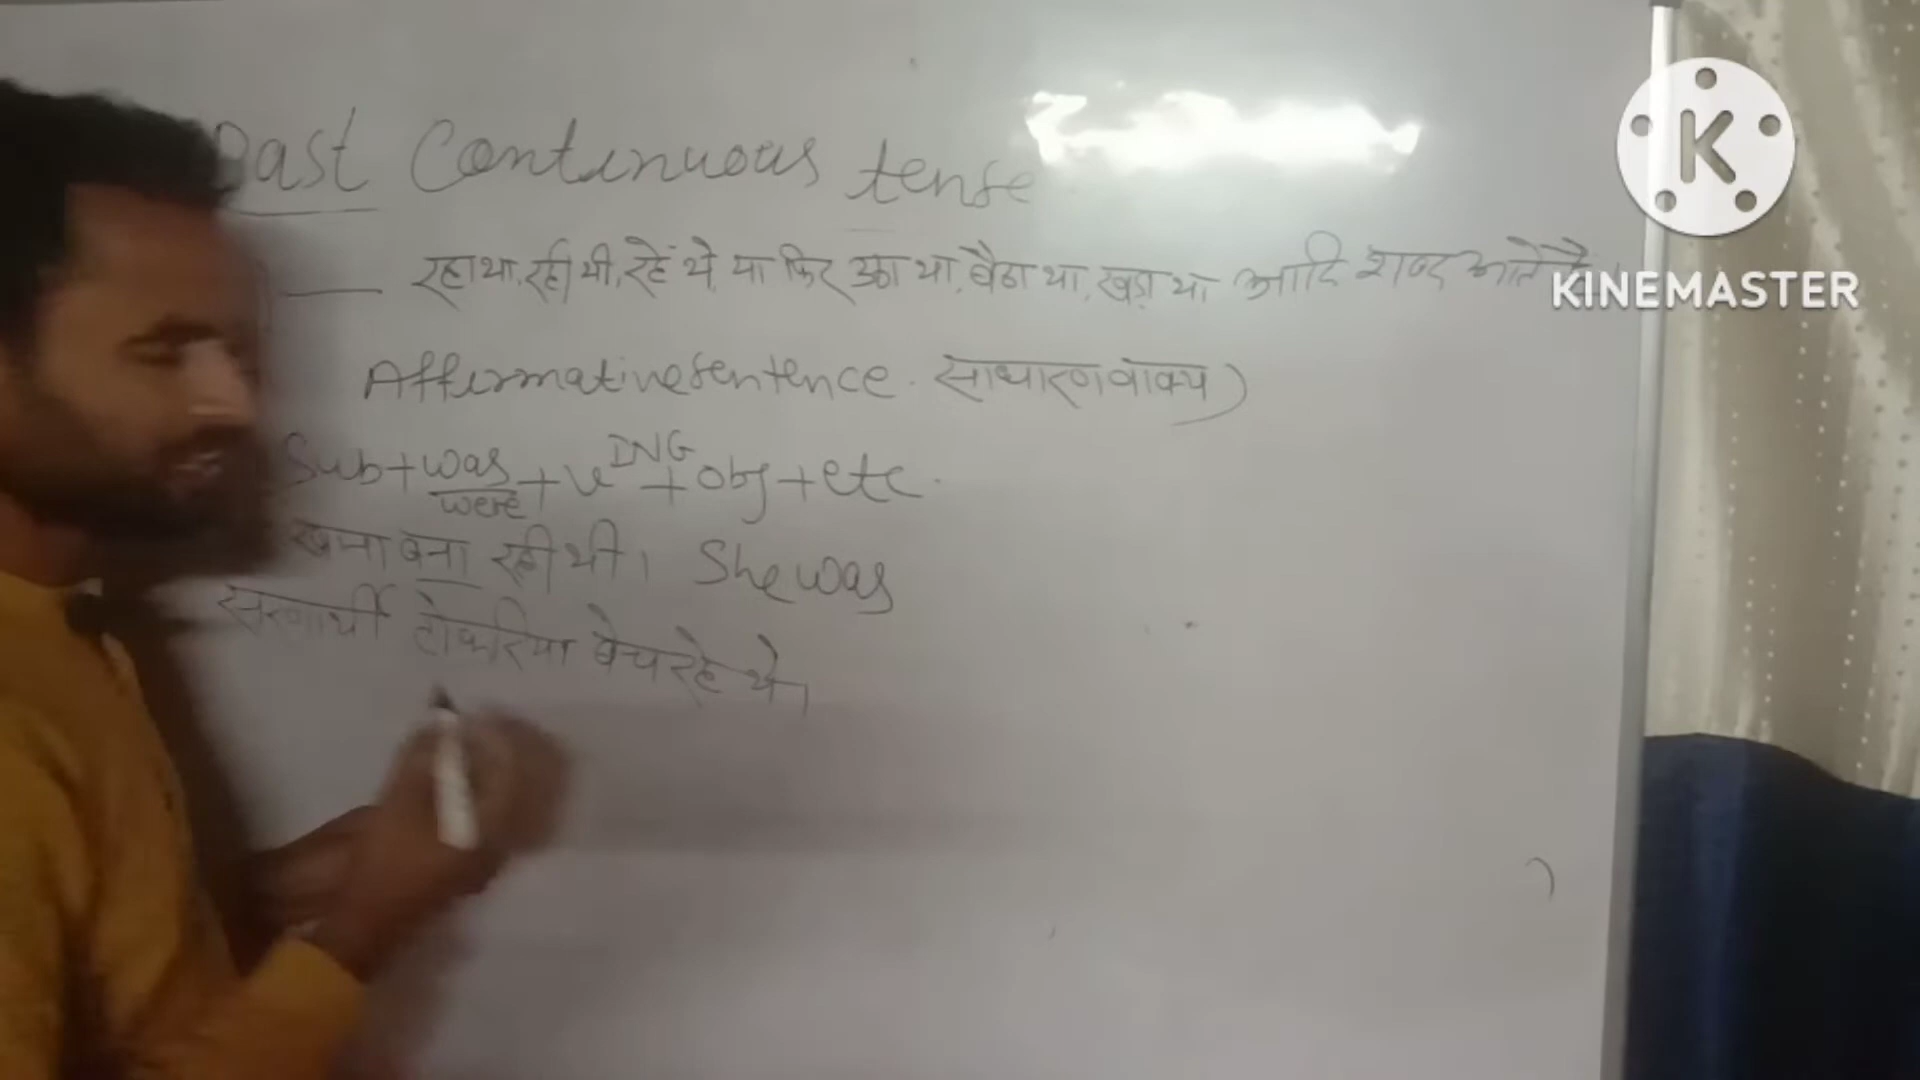 Past Continuous tense
रहा था, रही थी, रहें थे, या फिर उठा था, बैठा था, खड़ा था आदि शब्द आते है
Affirmative sentence. साधारण वाक्य)
Sub + was + v ING + obj + etc.
were
खाना बना रही थी। She was
टोकरिया बेच रहे थे।
K
KINEMASTER